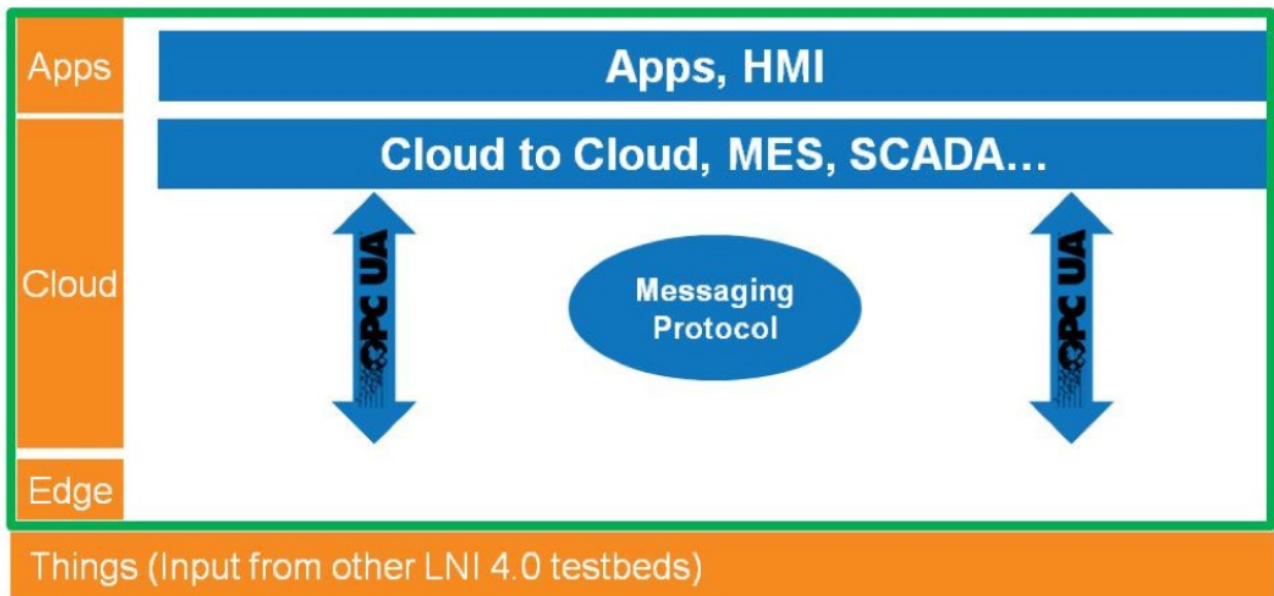 Apps
Apps, HMI
Cloud to Cloud, MES, SCADA...
Cloud
OPC UA
Messaging
Protocol
OPC UA
Edge
Things (Input from other LNI 4.0 testbeds)